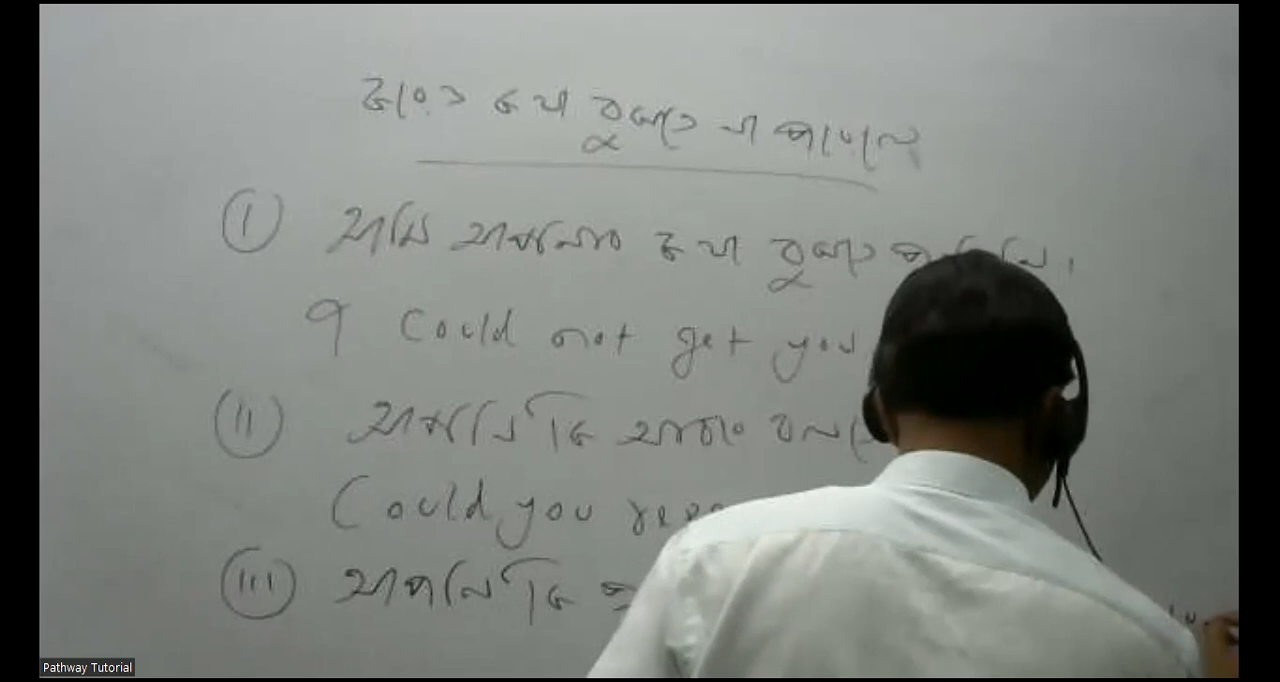 কারও কথা বুঝতে না পারলে
(i) আমি আপনার কথা বুঝতে
I Could not get you
(ii) আপনি কি আবার
Could you
(iii) আপনি কি
Pathway Tutorial